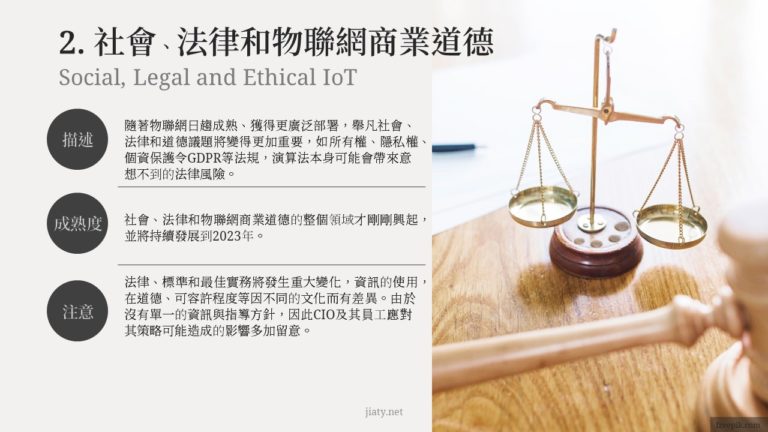 2. 社會、法律和物聯網商業道德
Social, Legal and Ethical IoT
描述
隨著物聯網日趨成熟、獲得更廣泛部署，舉凡社會、
法律和道德議題將變得更加重要，如所有權、隱私權、
個資保護令GDPR等法規，演算法本身可能會帶來意
想不到的法律風險。
成熟度
社會、法律和物聯網商業道德的整個領域才剛剛興起，
並將持續發展到2023年。
注意
法律、標準和最佳實務將發生重大變化，資訊的使用，
在道德、可容許程度等因不同的文化而有差異。由於
沒有單一的資訊與指導方針，因此CIO及其員工應對
其策略可能造成的影響多加留意。
jiaty.net
freepik.com